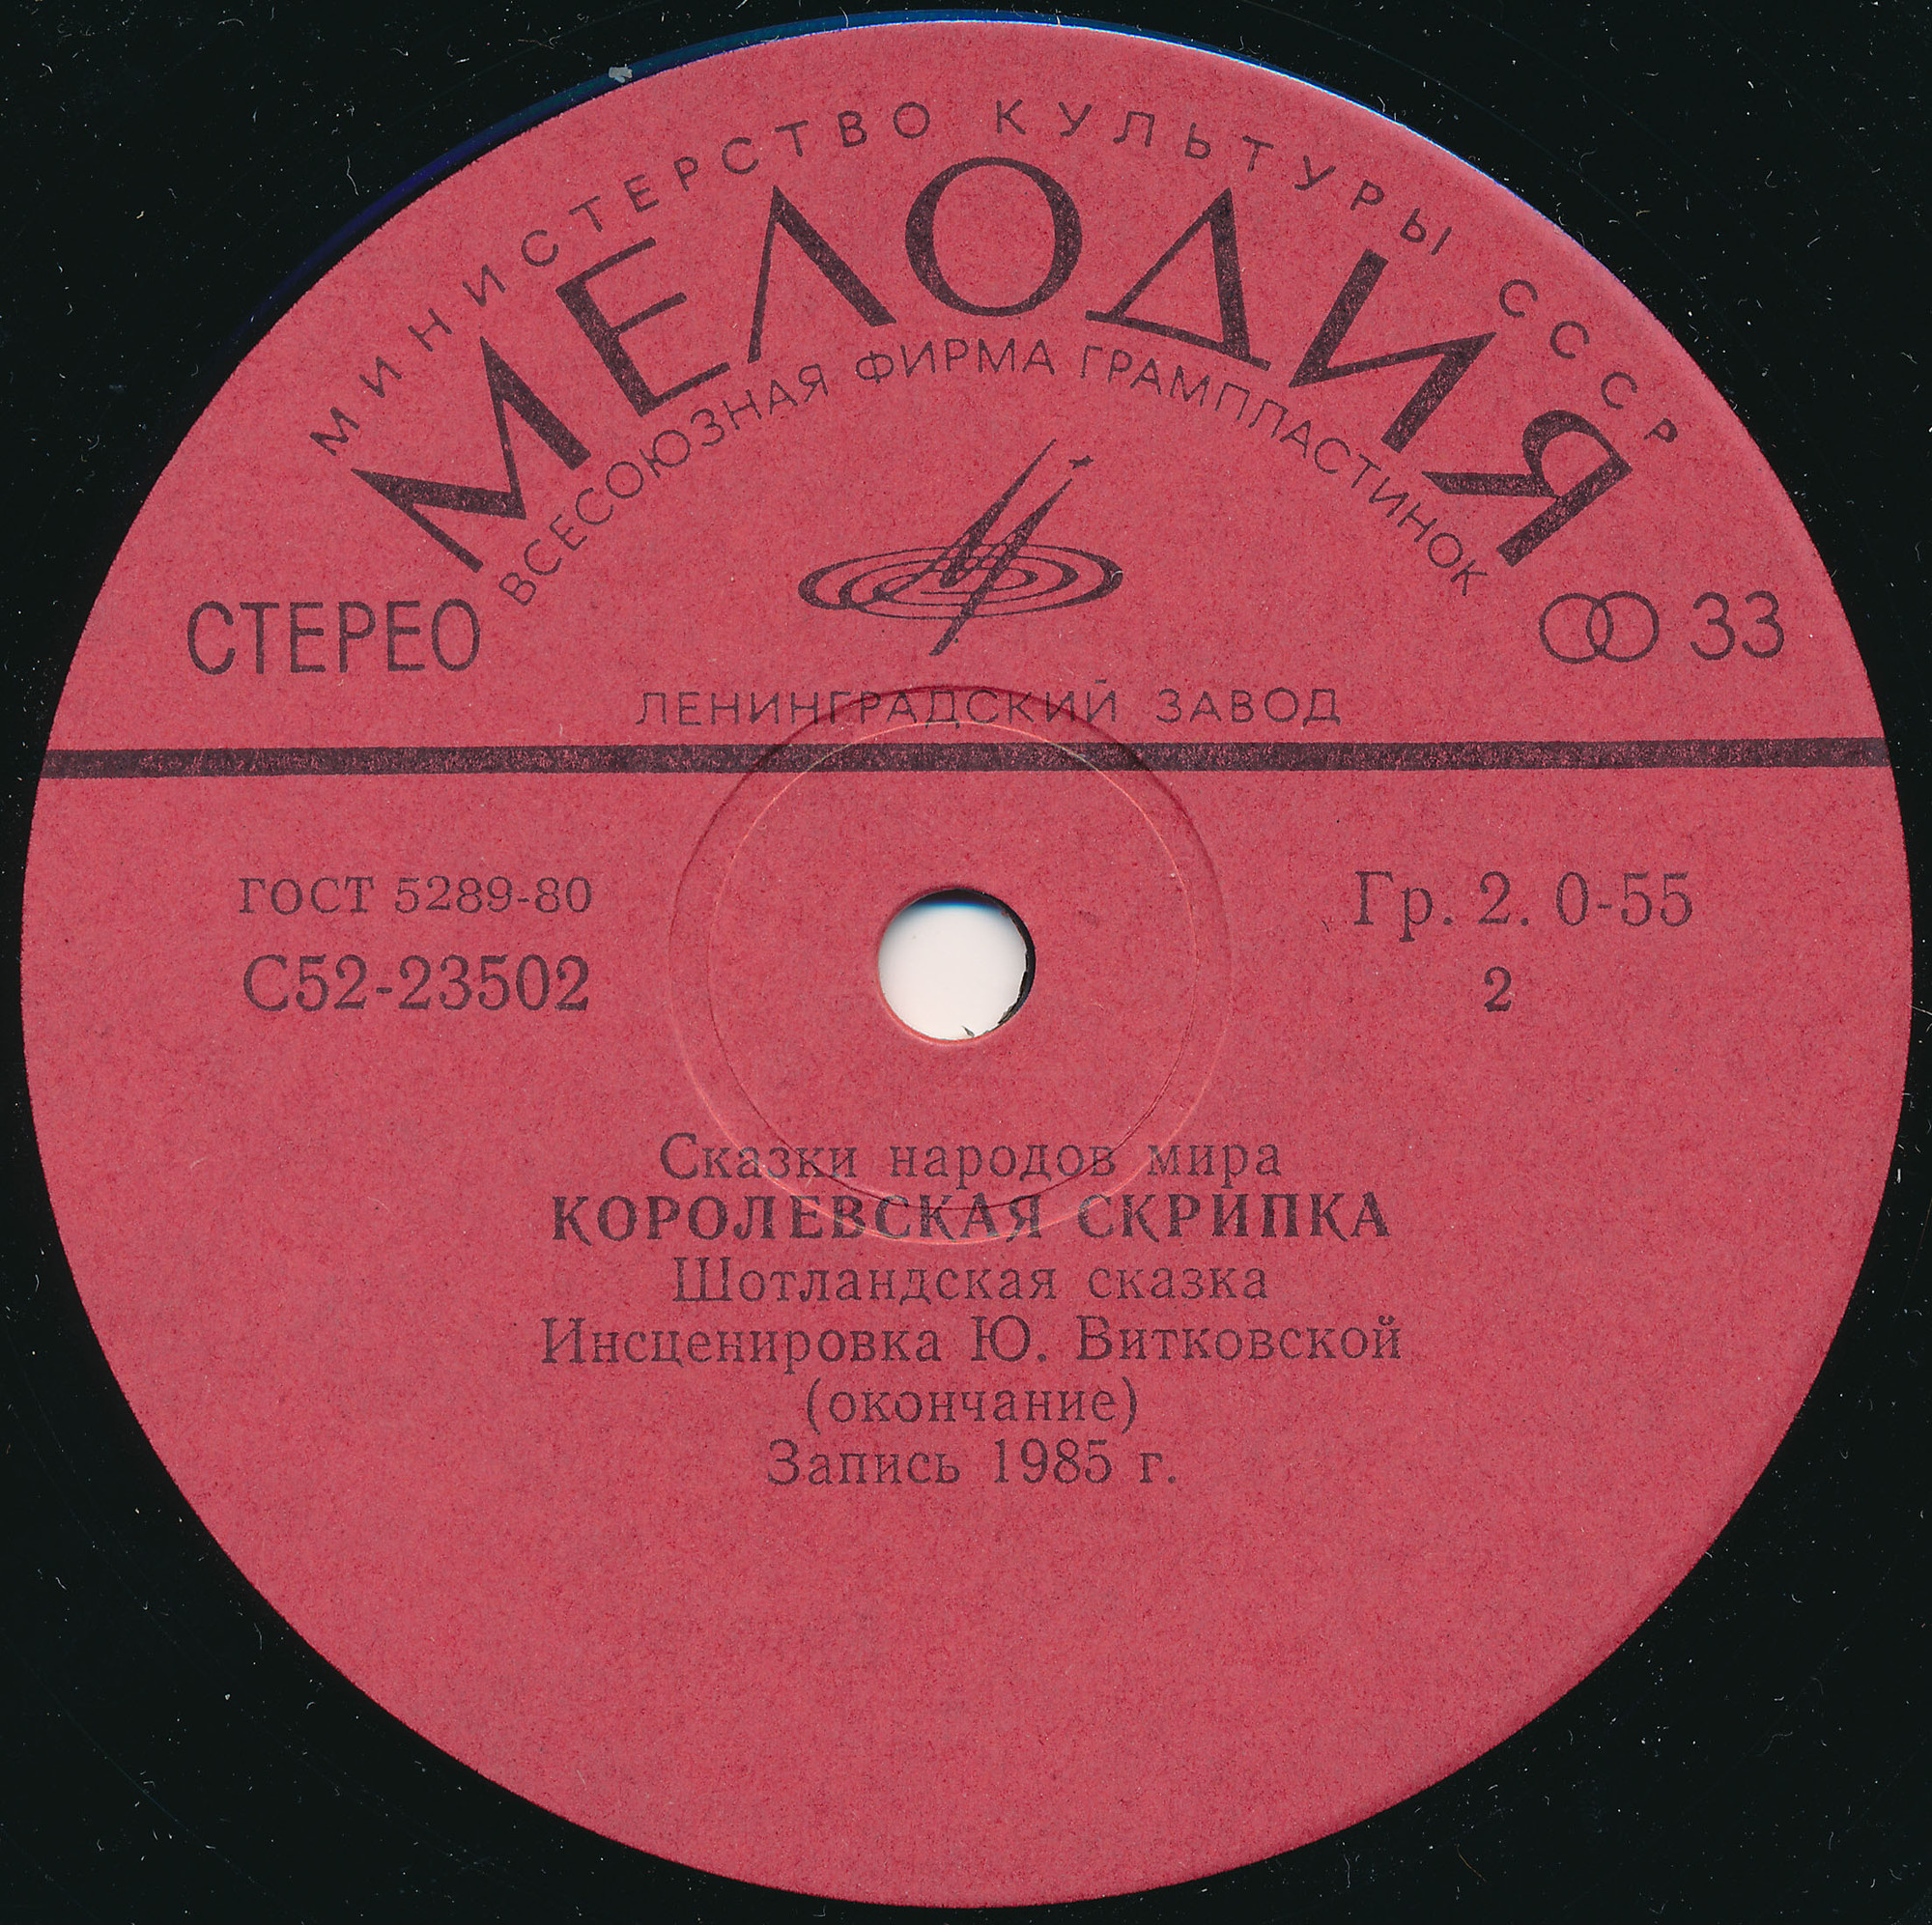 МИНИСТЕРСТВО КУЛЬТУРЫ СССР
МЕЛОДИЯ
ВСЕСОЮЗНАЯ ФИРМА ГРАМПЛАСТИНОК
СТЕРЕО
33
ЛЕНИНГРАДСКИЙ ЗАВОД
ГОСТ 5289-80
С52-23502
Гр. 2. 0-55
2
Сказки народов мира
КОРОЛЕВСКАЯ СКРИПКА
Шотландская сказка
Инсценировка Ю. Витковской
(окончание)
Запись 1985 г.